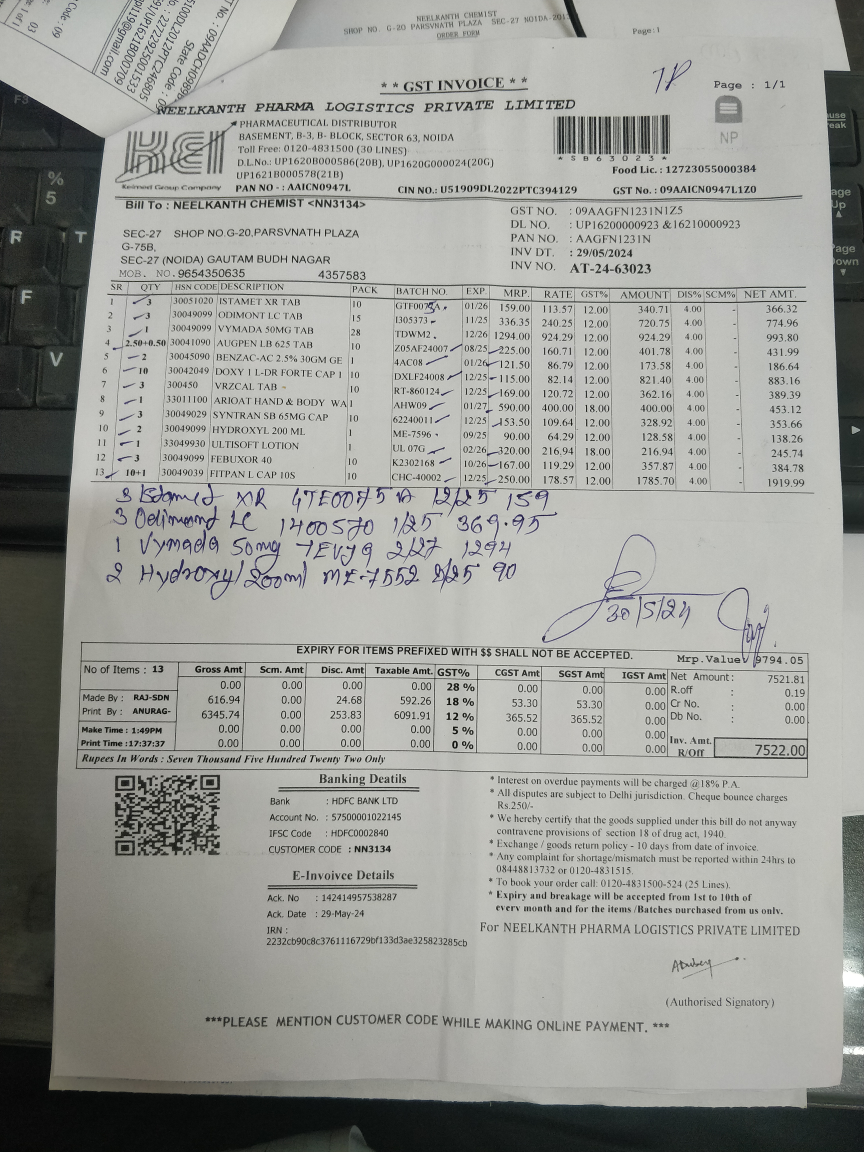 NEELKANTH CHEMIST
SHOP NO. G-20 PARSVNATH PLAZA SEC-27 NOIDA-201
ORDER FORM
Page:1
State Code : 09
* * GST INVOICE * *
Page : 1/1
NEELKANTH PHARMA LOGISTICS PRIVATE LIMITED
KEI
Keimed Group Company
PHARMACEUTICAL DISTRIBUTOR
BASEMENT, B-3, B- BLOCK, SECTOR 63, NOIDA
Toll Free: 0120-4831500 (30 LINES)
D.L.No.: UP1620B000586(20B), UP1620G000024(20G)
UP1621B000578(21B)
PAN NO - : AAICN0947L
CIN NO.: U51909DL2022PTC394129
*SB63023*
NP
Food Lic. : 12723055000384
GST No. : 09AAICN0947L1Z0
Bill To : NEELKANTH CHEMIST <NN3134>
SEC-27 SHOP NO.G-20,PARSVNATH PLAZA
G-75B,
SEC-27 (NOIDA) GAUTAM BUDH NAGAR
MOB. NO.9654350635 4357583
GST NO. : 09AAGFN1231N1Z5
DL NO. : UP16200000923 &16210000923
PAN NO. : AAGFN1231N
INV DT. : 29/05/2024
INV NO. AT-24-63023
SR QTY HSN CODE DESCRIPTION PACK BATCH NO. EXP. MRP. RATE GST% AMOUNT DIS% SCM% NET AMT.
1 3 30051020 ISTAMET XR TAB 10 01/26 159.00 113.57 12.00 340.71 4.00 - 366.32
2 3 30049099 ODIMONT LC TAB 15 I305373 11/25 336.35 240.25 12.00 720.75 4.00 - 774.96
3 1 30049099 VYMADA 50MG TAB 28 TDWM2 12/26 1294.00 924.29 12.00 924.29 4.00 - 993.80
4 2.50+0.50 30041090 AUGPEN LB 625 TAB 10 Z05AF24007 08/25 225.00 160.71 12.00 401.78 4.00 - 431.99
5 2 30045090 BENZAC-AC 2.5% 30GM GE 1 4AC08 01/26 121.50 86.79 12.00 173.58 4.00 - 186.64
6 10 30042049 DOXY 1 L-DR FORTE CAP 1 10 DXLF24008 12/25 115.00 82.14 12.00 821.40 4.00 - 883.16
7 3 300450 VRZCAL TAB 10 RT-860124 12/25 169.00 120.72 12.00 362.16 4.00 - 389.39
8 1 33011100 ARIOAT HAND & BODY WA 1 AHW09 01/27 590.00 400.00 18.00 400.00 4.00 - 453.12
9 3 30049029 SYNTRAN SB 65MG CAP 10 62240011 12/25 153.50 109.64 12.00 328.92 4.00 - 353.66
10 2 30049099 HYDROXYL 200 ML 1 ME-7596 09/25 90.00 64.29 12.00 128.58 4.00 - 138.26
11 1 33049930 ULTISOFT LOTION 1 UL 07G 02/26 320.00 216.94 18.00 216.94 4.00 - 245.74
12 3 30049099 FEBUXOR 40 10 K2302168 10/26 167.00 119.29 12.00 357.87 4.00 - 384.78
13 10+1 30049039 FITPAN L CAP 10S 10 CHC-40002 12/25 250.00 178.57 12.00 1785.70 4.00 - 1919.99
3 Istamet XR GTE0075A 12/25 159
3 Odimont LC 1400570 1/25 369.95
1 Vymada 50mg TEVJ9 2/27 1294
2 Hydroxyl 200ml ME-7552 8/25 90
30/5/24
EXPIRY FOR ITEMS PREFIXED WITH $$ SHALL NOT BE ACCEPTED.
Mrp.Value 9794.05
No of Items : 13 Gross Amt Scm. Amt Disc. Amt Taxable Amt. GST% CGST Amt SGST Amt IGST Amt Net Amount: 7521.81
0.00 0.00 0.00 0.00 28 % 0.00 0.00 0.00 R.off : 0.19
Made By : RAJ-SDN 616.94 0.00 24.68 592.26 18 % 53.30 53.30 0.00 Cr No. : 0.00
Print By : ANURAG- 6345.74 0.00 253.83 6091.91 12 % 365.52 365.52 0.00 Db No. : 0.00
Make Time : 1:49PM 0.00 0.00 0.00 0.00 5 % 0.00 0.00 0.00
Print Time :17:37:37 0.00 0.00 0.00 0.00 0 % 0.00 0.00 0.00 Inv. Amt. R/Off 7522.00
Rupees In Words : Seven Thousand Five Hundred Twenty Two Only
Banking Deatils
Bank : HDFC BANK LTD
Account No. : 57500001022145
IFSC Code : HDFC0002840
CUSTOMER CODE : NN3134
E-Invoivce Details
Ack. No : 142414957538287
Ack. Date : 29-May-24
IRN :
2232cb90c8c3761116729bf133d3ae325823285cb
* Interest on overdue payments will be charged @18% P.A.
* All disputes are subject to Delhi jurisdiction. Cheque bounce charges
Rs.250/-
* We hereby certify that the goods supplied under this bill do not anyway
contravene provisions of section 18 of drug act, 1940.
* Exchange / goods return policy - 10 days from date of invoice.
* Any complaint for shortage/mismatch must be reported within 24hrs to
08448813732 or 0120-4831515.
* To book your order call: 0120-4831500-524 (25 Lines).
* Expiry and breakage will be accepted from 1st to 10th of
every month and for the items /Batches purchased from us only.
For NEELKANTH PHARMA LOGISTICS PRIVATE LIMITED
(Authorised Signatory)
***PLEASE MENTION CUSTOMER CODE WHILE MAKING ONLINE PAYMENT. ***